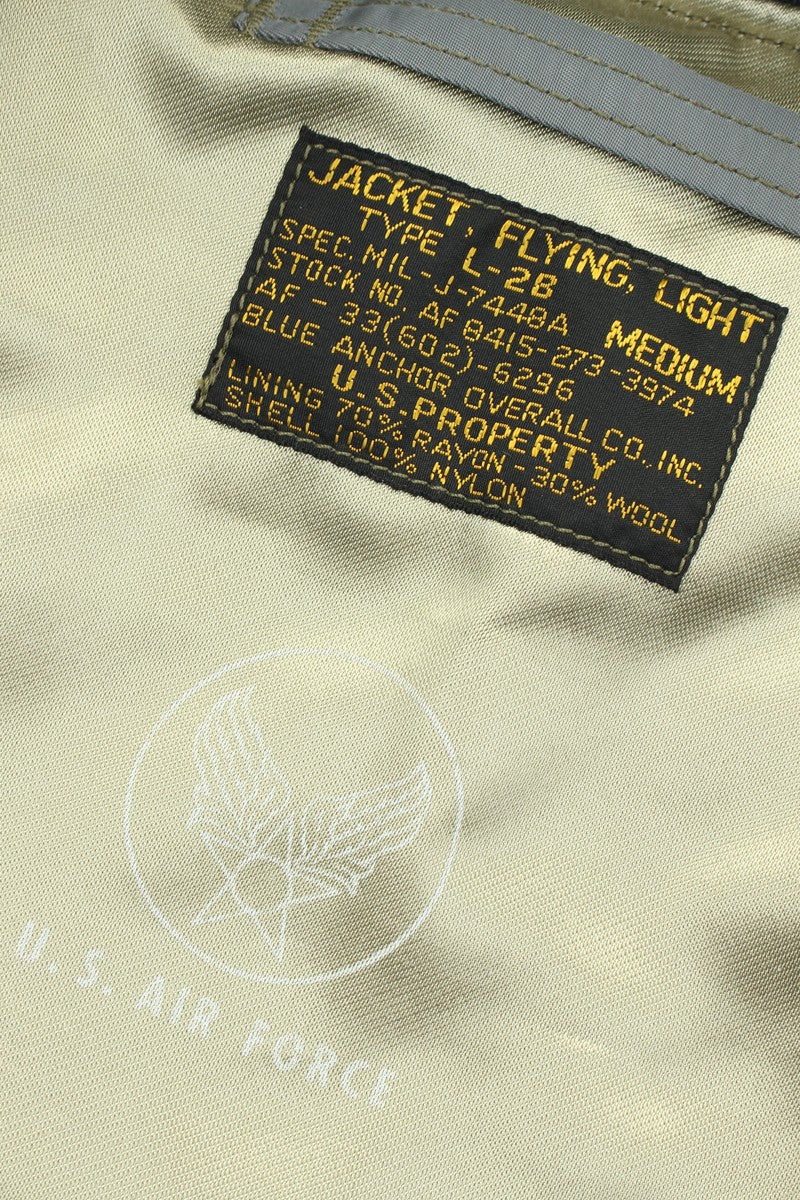 JACKET, FLYING, LIGHT
TYPE L-2B MEDIUM
SPEC. MIL-J-7448A
STOCK NO. AF 8415-273-3974
AF-33(602)-6296
BLUE ANCHOR OVERALL CO., INC.
U.S. PROPERTY
LINING 70% RAYON-30% WOOL
SHELL 100% NYLON
U. S. AIR FORCE